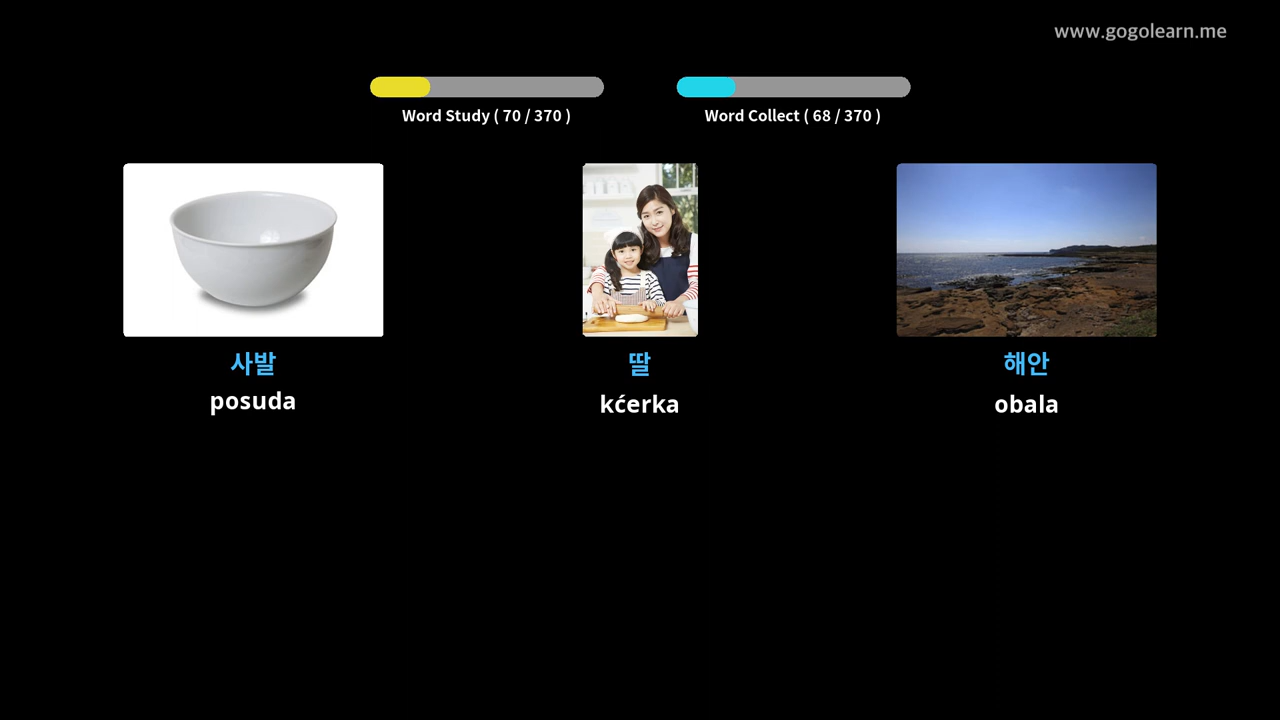 www.gogolearn.me
Word Study ( 70 / 370 )
Word Collect ( 68 / 370 )
사발
posuda
딸
kćerka
해안
obala